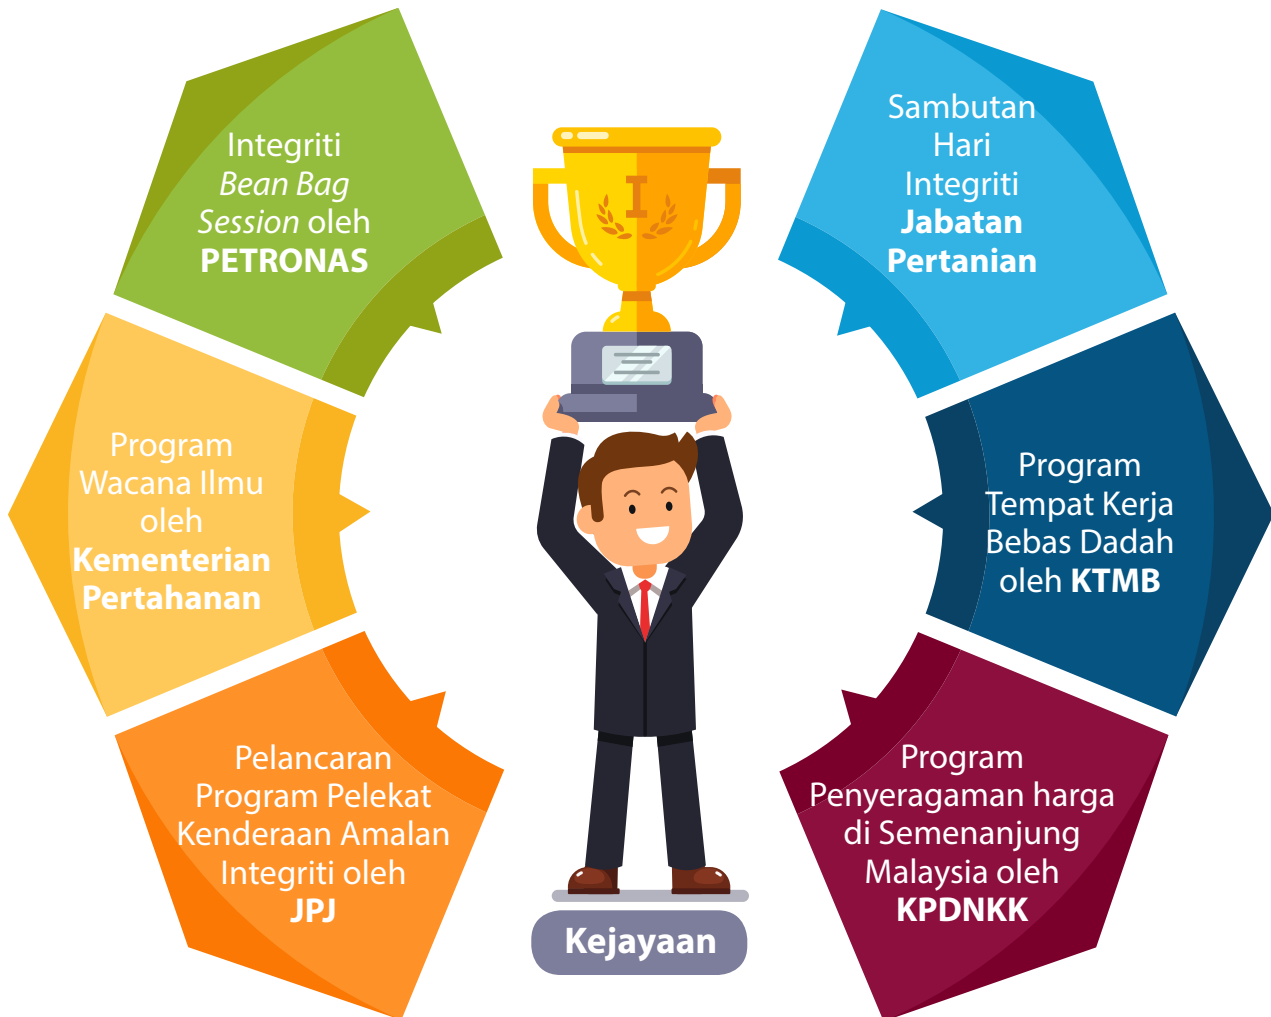 Integriti
Bean Bag
Session oleh
PETRONAS
Program
Wacana Ilmu
oleh
Kementerian
Pertahanan
Pelancaran
Program Pelekat
Kenderaan Amalan
Integriti oleh
JPJ
I
Kejayaan
Sambutan
Hari
Integriti
Jabatan
Pertanian
Program
Tempat Kerja
Bebas Dadah
oleh KTMB
Program
Penyeragaman harga
di Semenanjung
Malaysia oleh
KPDNKK